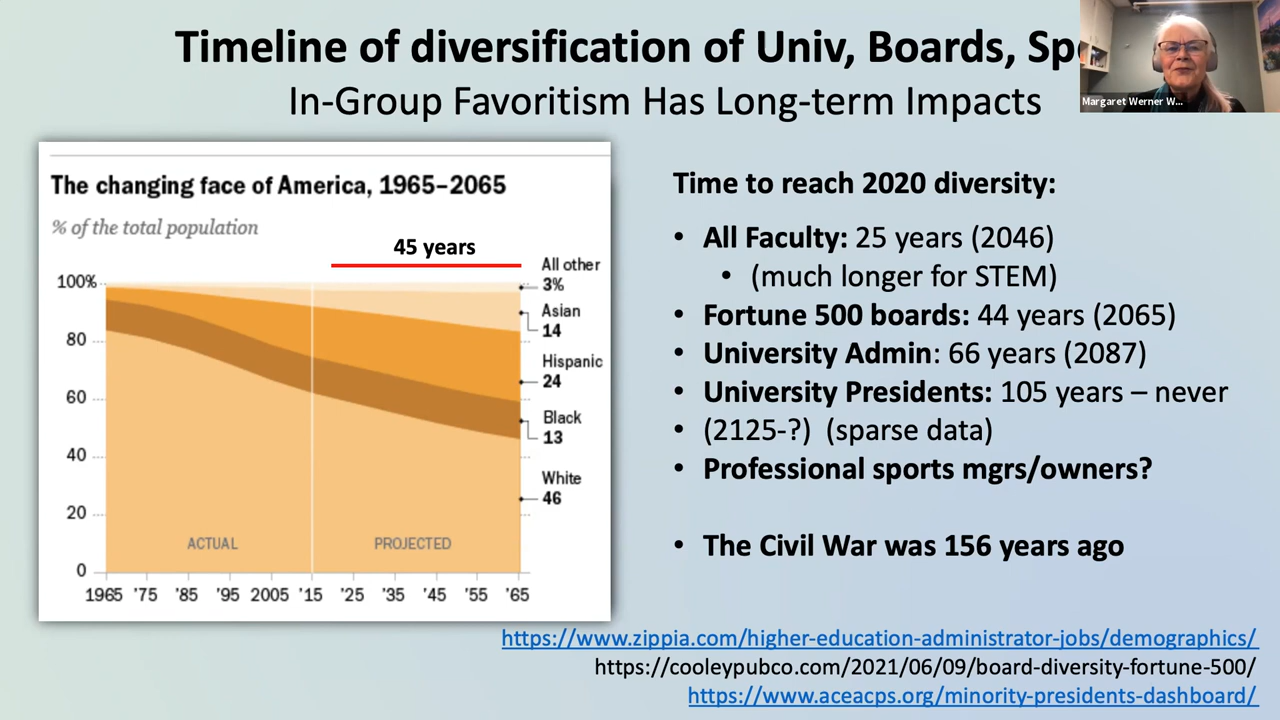 Timeline of diversification of Univ, Boards, Sp
In-Group Favoritism Has Long-term Impacts
Margaret Werner W...
The changing face of America, 1965–2065
% of the total population
45 years
100%
80
60
40
20
0
All other
3%
Asian
14
Hispanic
24
Black
13
White
46
ACTUAL PROJECTED
1965 '75 '85 '95 2005 '15 '25 '35 '45 '55 '65
Time to reach 2020 diversity:
• All Faculty: 25 years (2046)
• (much longer for STEM)
• Fortune 500 boards: 44 years (2065)
• University Admin: 66 years (2087)
• University Presidents: 105 years – never
• (2125-?) (sparse data)
• Professional sports mgrs/owners?
• The Civil War was 156 years ago
https://www.zippia.com/higher-education-administrator-jobs/demographics/
https://cooleypubco.com/2021/06/09/board-diversity-fortune-500/
https://www.aceacps.org/minority-presidents-dashboard/